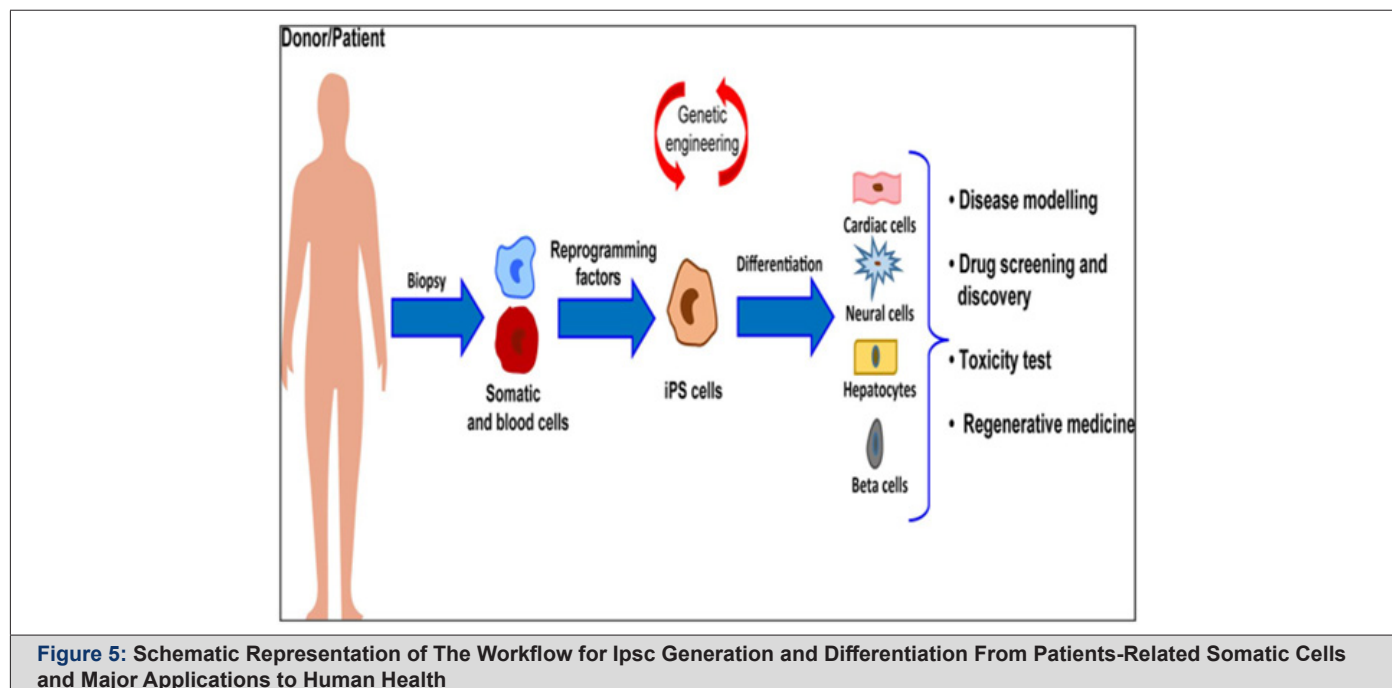 Donor/Patient
Genetic
engineering
Biopsy
Somatic
and blood cells
Reprogramming
factors
iPS cells
Differentiation
Cardiac cells
Neural cells
Hepatocytes
Beta cells
• Disease modelling
• Drug screening and
discovery
• Toxicity test
• Regenerative medicine
Figure 5: Schematic Representation of The Workflow for Ipsc Generation and Differentiation From Patients-Related Somatic Cells
and Major Applications to Human Health